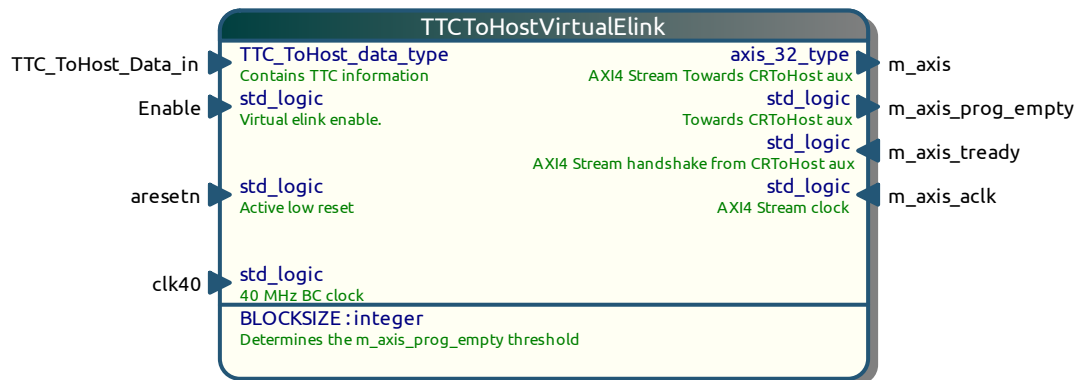 TTCToHostVirtualElink
TTC_ToHost_Data_in
TTC_ToHost_data_type
Contains TTC information
axis_32_type
AXI4 Stream Towards CRToHost aux
m_axis
Enable
std_logic
Virtual elink enable.
std_logic
Towards CRToHost aux
m_axis_prog_empty
std_logic
AXI4 Stream handshake from CRToHost aux
m_axis_tready
aresetn
std_logic
Active low reset
std_logic
AXI4 Stream clock
m_axis_aclk
clk40
std_logic
40 MHz BC clock
BLOCKSIZE : integer
Determines the m_axis_prog_empty threshold